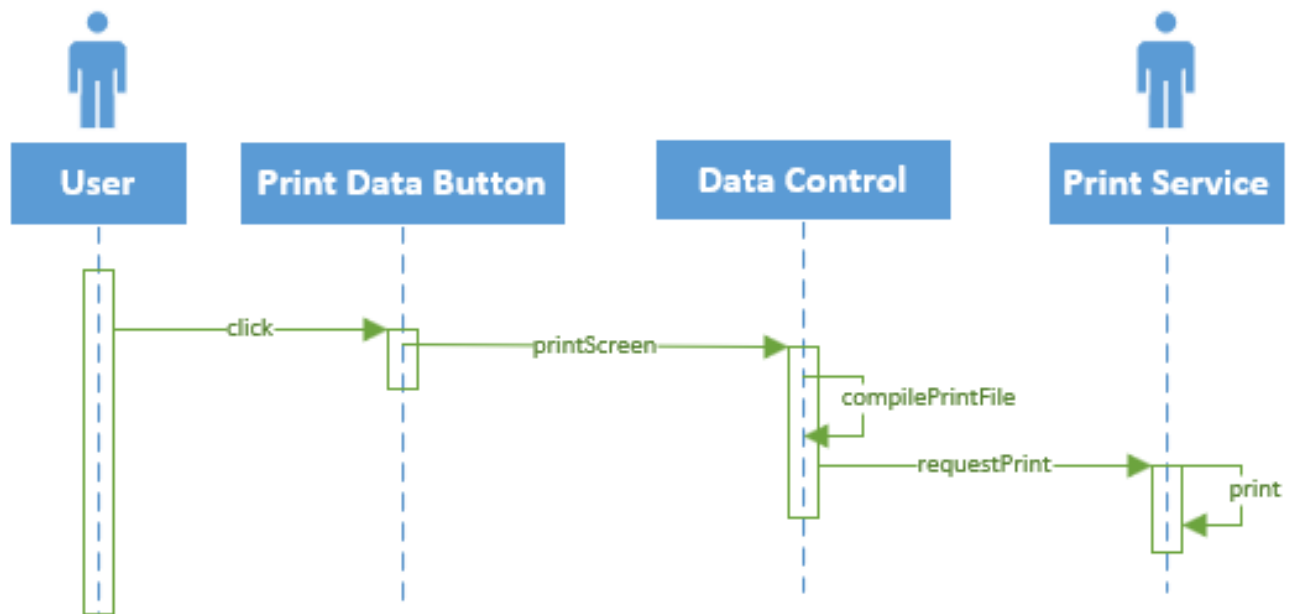 User
Print Data Button
Data Control
Print Service
click
printScreen
compilePrintFile
requestPrint
print